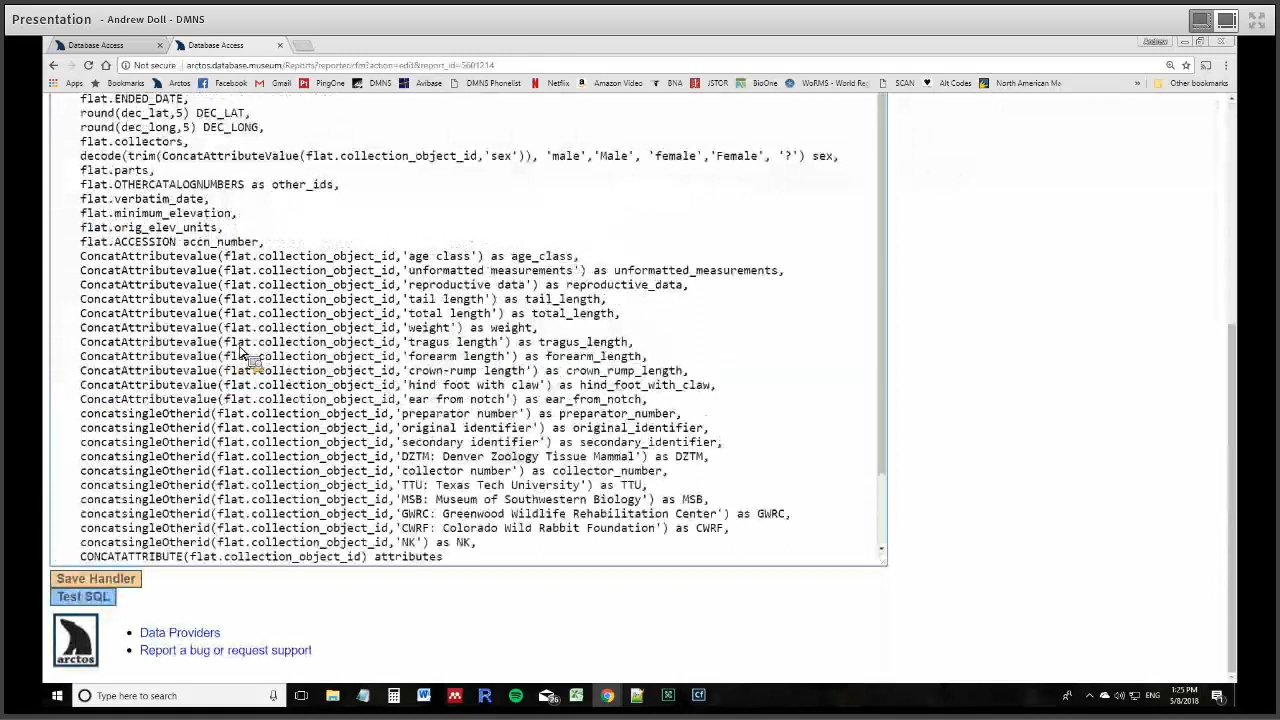 Presentation - Andrew Doll - DMNS
Database Access
Database Access
Andrew
Not secure
arctos.database.museum/Reports/reporter.cfm?action=edit&report_id=5601214
Apps
Bookmarks
Arctos
Facebook
Gmail
PingOne
DMNS
Avibase
DMNS Phonelist
Netflix
Amazon Video
BNA
JSTOR
BioOne
WoRMS - World Re
SCAN
Alt Codes
North American Ma
Other bookmarks
flat.ENDED_DATE,
round(dec_lat,5) DEC_LAT,
round(dec_long,5) DEC_LONG,
flat.collectors,
decode(trim(ConcatAttributeValue(flat.collection_object_id,'sex')), 'male','Male', 'female','Female', '?') sex,
flat.parts,
flat.OTHERCATALOGNUMBERS as other_ids,
flat.verbatim_date,
flat.minimum_elevation,
flat.orig_elev_units,
flat.ACCESSION accn_number,
ConcatAttributevalue(flat.collection_object_id,'age class') as age_class,
ConcatAttributevalue(flat.collection_object_id,'unformatted measurements') as unformatted_measurements,
ConcatAttributevalue(flat.collection_object_id,'reproductive data') as reproductive_data,
ConcatAttributevalue(flat.collection_object_id,'tail length') as tail_length,
ConcatAttributevalue(flat.collection_object_id,'total length') as total_length,
ConcatAttributevalue(flat.collection_object_id,'weight') as weight,
ConcatAttributevalue(flat.collection_object_id,'tragus length') as tragus_length,
ConcatAttributevalue(flat.collection_object_id,'forearm length') as forearm_length,
ConcatAttributevalue(flat.collection_object_id,'crown-rump length') as crown_rump_length,
ConcatAttributevalue(flat.collection_object_id,'hind foot with claw') as hind_foot_with_claw,
ConcatAttributevalue(flat.collection_object_id,'ear from notch') as ear_from_notch,
concatsingleOtherid(flat.collection_object_id,'preparator number') as preparator_number,
concatsingleOtherid(flat.collection_object_id,'original identifier') as original_identifier,
concatsingleOtherid(flat.collection_object_id,'secondary identifier') as secondary_identifier,
concatsingleOtherid(flat.collection_object_id,'DZTM: Denver Zoology Tissue Mammal') as DZTM,
concatsingleOtherid(flat.collection_object_id,'collector number') as collector_number,
concatsingleOtherid(flat.collection_object_id,'TTU: Texas Tech University') as TTU,
concatsingleOtherid(flat.collection_object_id,'MSB: Museum of Southwestern Biology') as MSB,
concatsingleOtherid(flat.collection_object_id,'GWRC: Greenwood Wildlife Rehabilitation Center') as GWRC,
concatsingleOtherid(flat.collection_object_id,'CWRF: Colorado Wild Rabbit Foundation') as CWRF,
concatsingleOtherid(flat.collection_object_id,'NK') as NK,
CONCATATTRIBUTE(flat.collection_object_id) attributes
Save Handler
Test SQL
arctos
Data Providers
Report a bug or request support
Type here to search
26
ENG
1:25 PM
5/8/2018